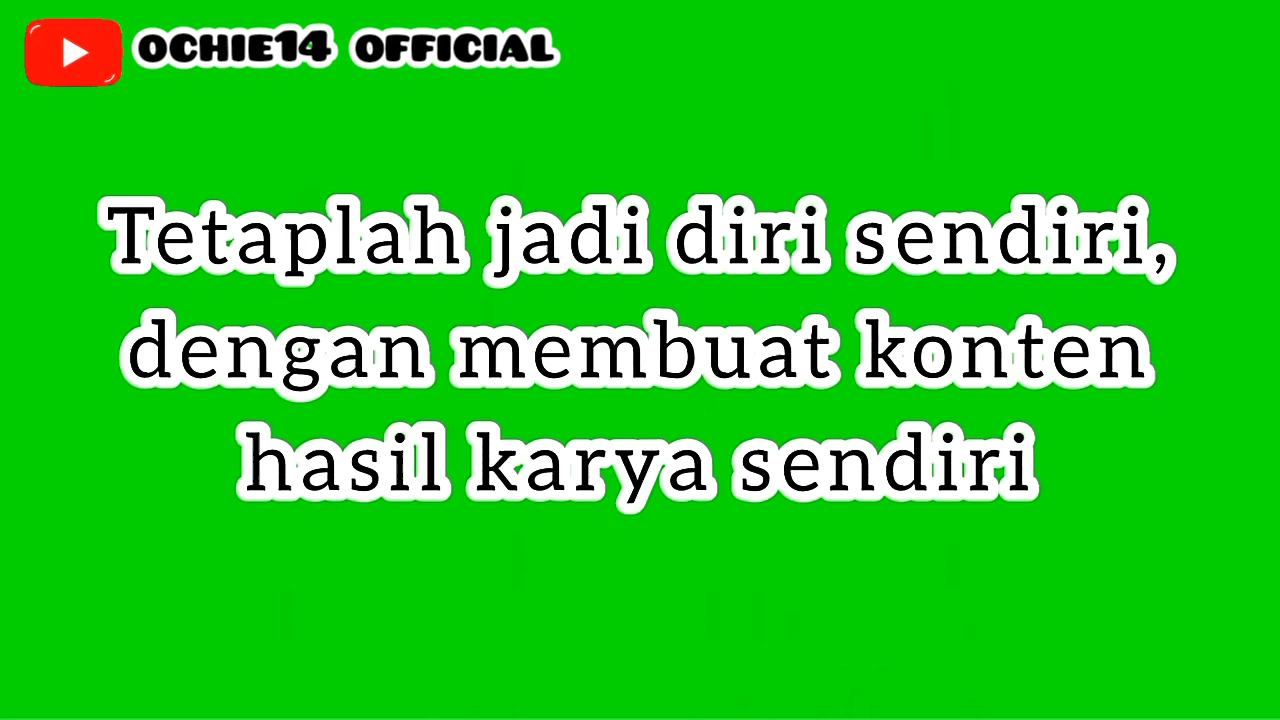 OCHIE14 OFFICIAL
Tetaplah jadi diri sendiri,
dengan membuat konten
hasil karya sendiri